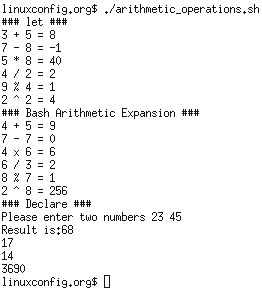 linuxconfig.org$ ./arithmetic_operations.sh
### let ###
3 + 5 = 8
7 - 8 = -1
5 * 8 = 40
4 / 2 = 2
9 % 4 = 1
2 ^ 2 = 4
### Bash Arithmetic Expansion ###
4 + 5 = 9
7 - 7 = 0
4 x 6 = 6
6 / 3 = 2
8 % 7 = 1
2 ^ 8 = 256
### Declare ###
Please enter two numbers 23 45
Result is:68
17
14
3690
linuxconfig.org$